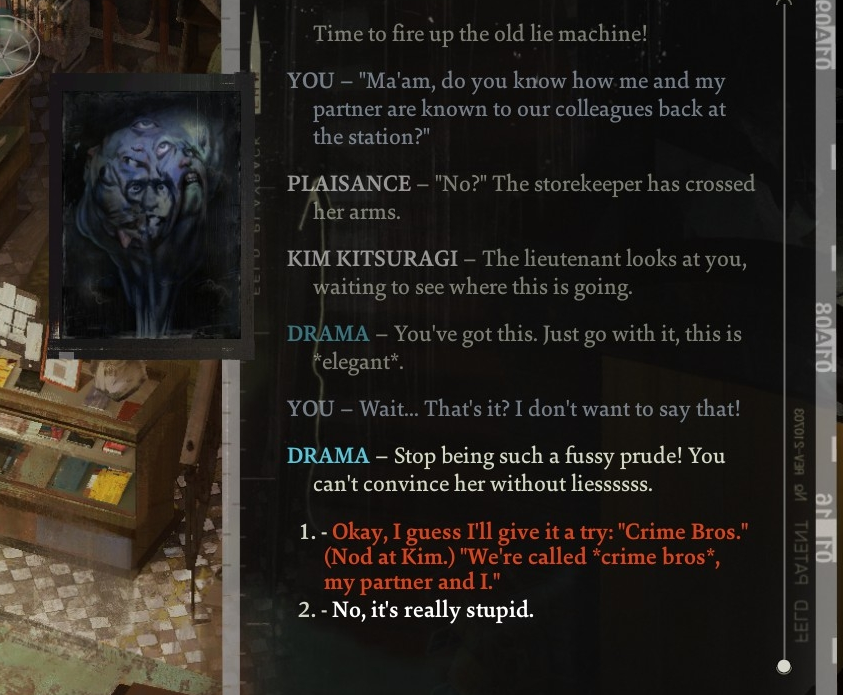 Time to fire up the old lie machine!
YOU – "Ma'am, do you know how me and my
partner are known to our colleagues back at
the station?"
PLAISANCE – "No?" The storekeeper has crossed
her arms.
KIM KITSURAGI – The lieutenant looks at you,
waiting to see where this is going.
DRAMA – You've got this. Just go with it, this is
*elegant*.
YOU – Wait... That's it? I don't want to say that!
DRAMA – Stop being such a fussy prude! You
can't convince her without liessssss.
1. - Okay, I guess I'll give it a try: "Crime Bros."
(Nod at Kim.) "We're called *crime bros*,
my partner and I."
2. - No, it's really stupid.
FELD PATENT